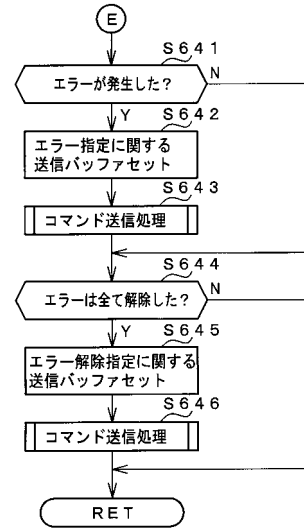 E
S641
エラーが発生した?
N
Y
S642
エラー指定に関する
送信バッファセット
S643
コマンド送信処理
S644
エラーは全て解除した?
N
Y
S645
エラー解除指定に関する
送信バッファセット
S646
コマンド送信処理
RET